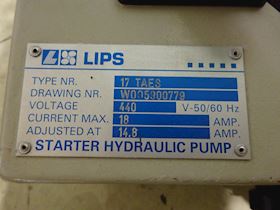 LIPS
TYPE NR. 17 TAES
DRAWING NR. W005000779
VOLTAGE 440 V-50/60 Hz
CURRENT MAX. 18 AMP.
ADJUSTED AT 14,8 AMP.
STARTER HYDRAULIC PUMP